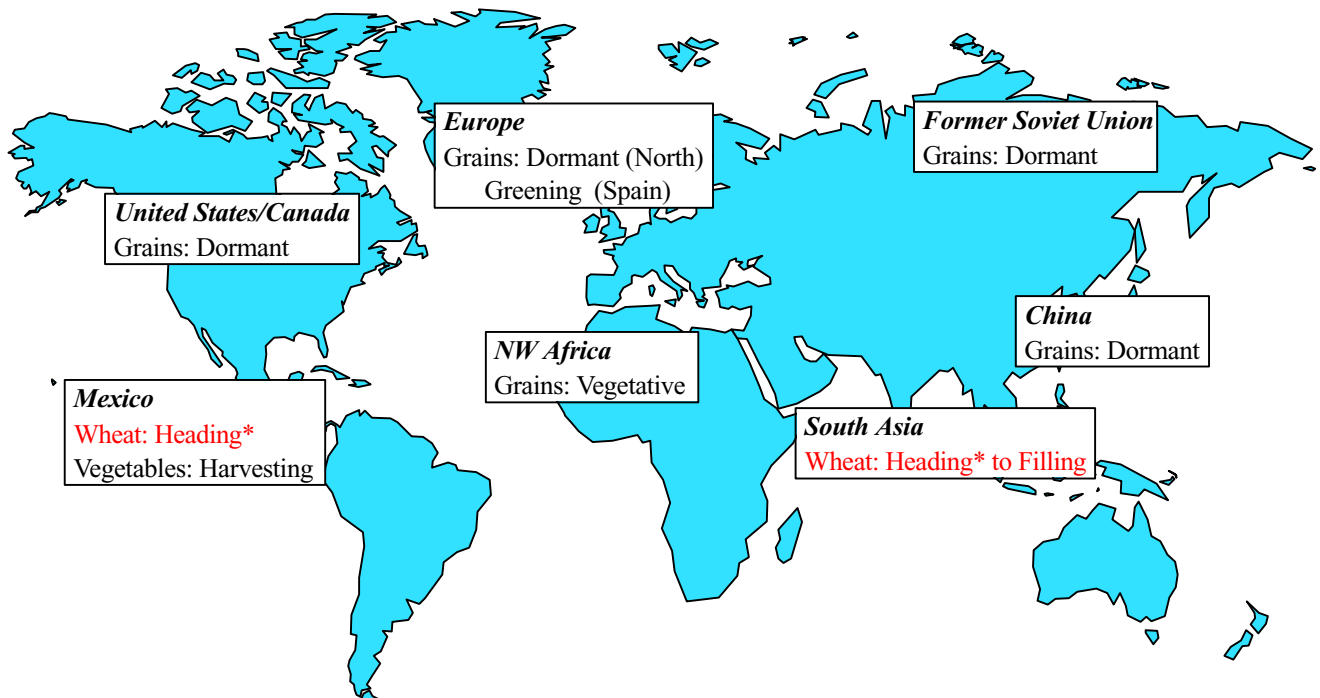 Europe
Grains: Dormant (North)
Greening (Spain)
Former Soviet Union
Grains: Dormant
United States/Canada
Grains: Dormant
China
Grains: Dormant
NW Africa
Grains: Vegetative
Mexico
Wheat: Heading*
Vegetables: Harvesting
South Asia
Wheat: Heading* to Filling